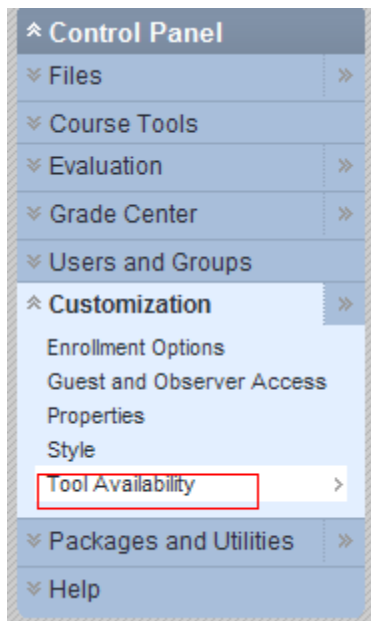 Control Panel
Files
Course Tools
Evaluation
Grade Center
Users and Groups
Customization
Enrollment Options
Guest and Observer Access
Properties
Style
Tool Availability
Packages and Utilities
Help